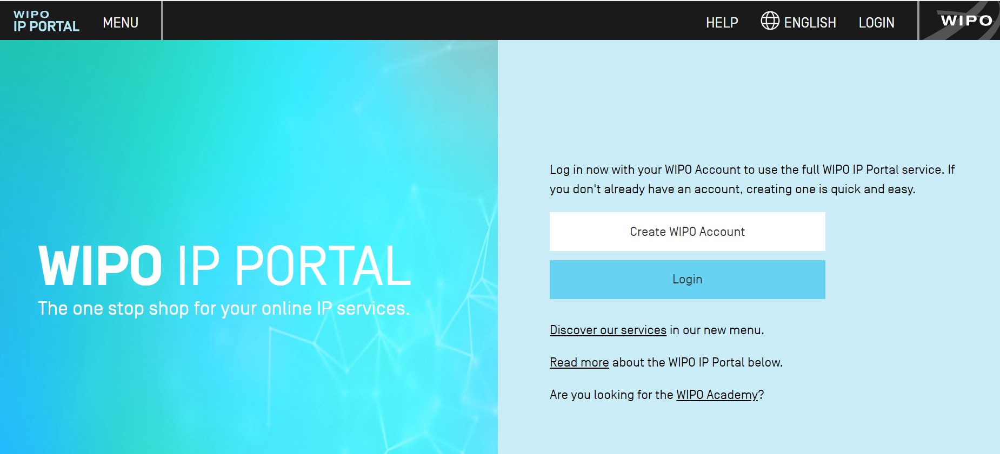 WIPO
IP PORTAL
MENU
HELP
ENGLISH
LOGIN
WIPO
WIPO IP PORTAL
The one stop shop for your online IP services.
Log in now with your WIPO Account to use the full WIPO IP Portal service. If
you don't already have an account, creating one is quick and easy.
Create WIPO Account
Login
Discover our services in our new menu.
Read more about the WIPO IP Portal below.
Are you looking for the WIPO Academy?